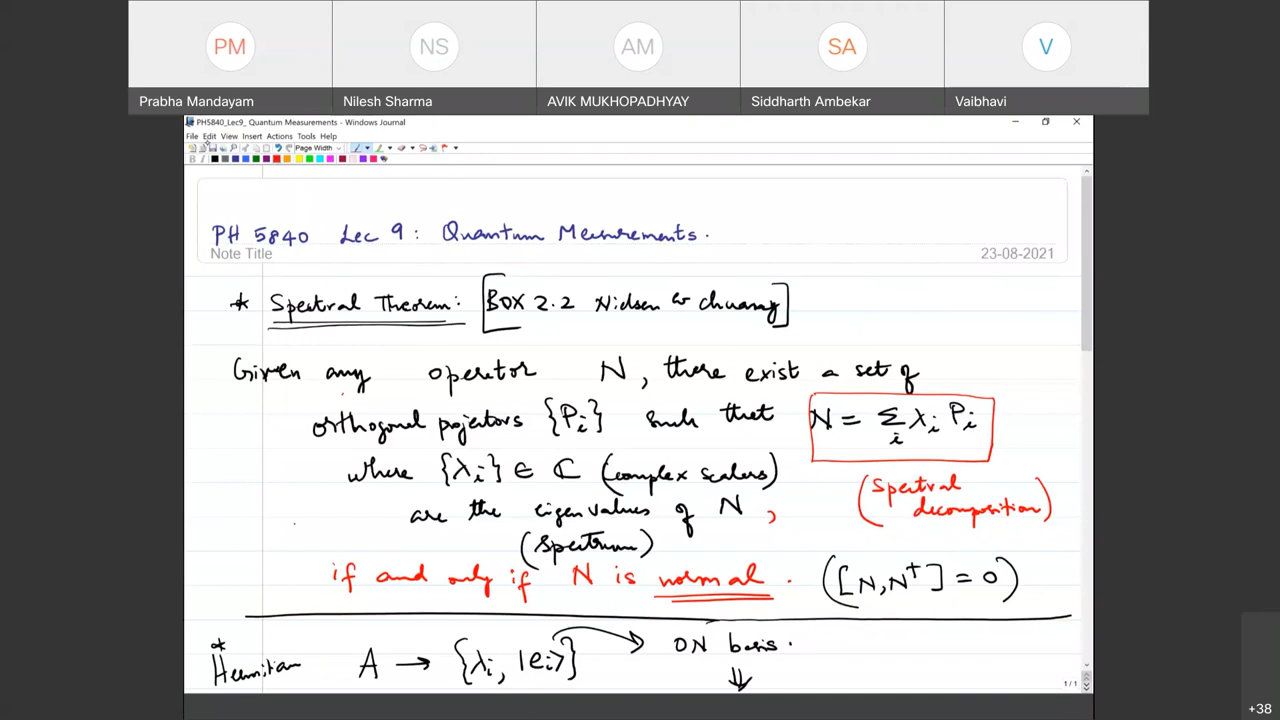 PM NS AM SA V
Prabha Mandayam Nilesh Sharma AVIK MUKHOPADHYAY Siddharth Ambekar Vaibhavi
PH5840_Lec9_ Quantum Measurements - Windows Journal
File Edit View Insert Actions Tools Help
Page Width
B I
PH 5840 Lec 9: Quantum Measurements.
Note Title 23-08-2021
* Spectral Theorem: [BOX 2.2 Nielsen & chuang]
Given any operator N, there exist a set of
orthogonal projectors {Pi} such that N = Σi λi Pi
where {λi} ∈ ℂ (complex scalars) (spectral
are the eigenvalues of N, decomposition)
(spectrum)
if and only if N is normal. ([N,N†] = 0)
* Hermitian A → {λi, |ei⟩} → ON basis.
⇓
1 / 1
+38